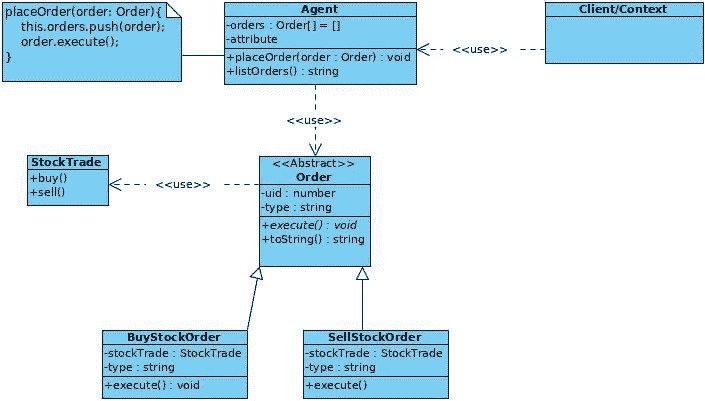 placeOrder(order: Order){
this.orders.push(order);
order.execute();
}
Agent
-orders : Order[] = []
-attribute
+placeOrder(order : Order) : void
+listOrders() : string
<<use>>
Client/Context
<<use>>
StockTrade
+buy()
+sell()
<<use>>
<<Abstract>>
Order
-uid : number
-type : string
+execute() : void
+toString() : string
BuyStockOrder
-stockTrade : StockTrade
-type : string
+execute() : void
SellStockOrder
-stockTrade : StockTrade
-type : string
+execute()